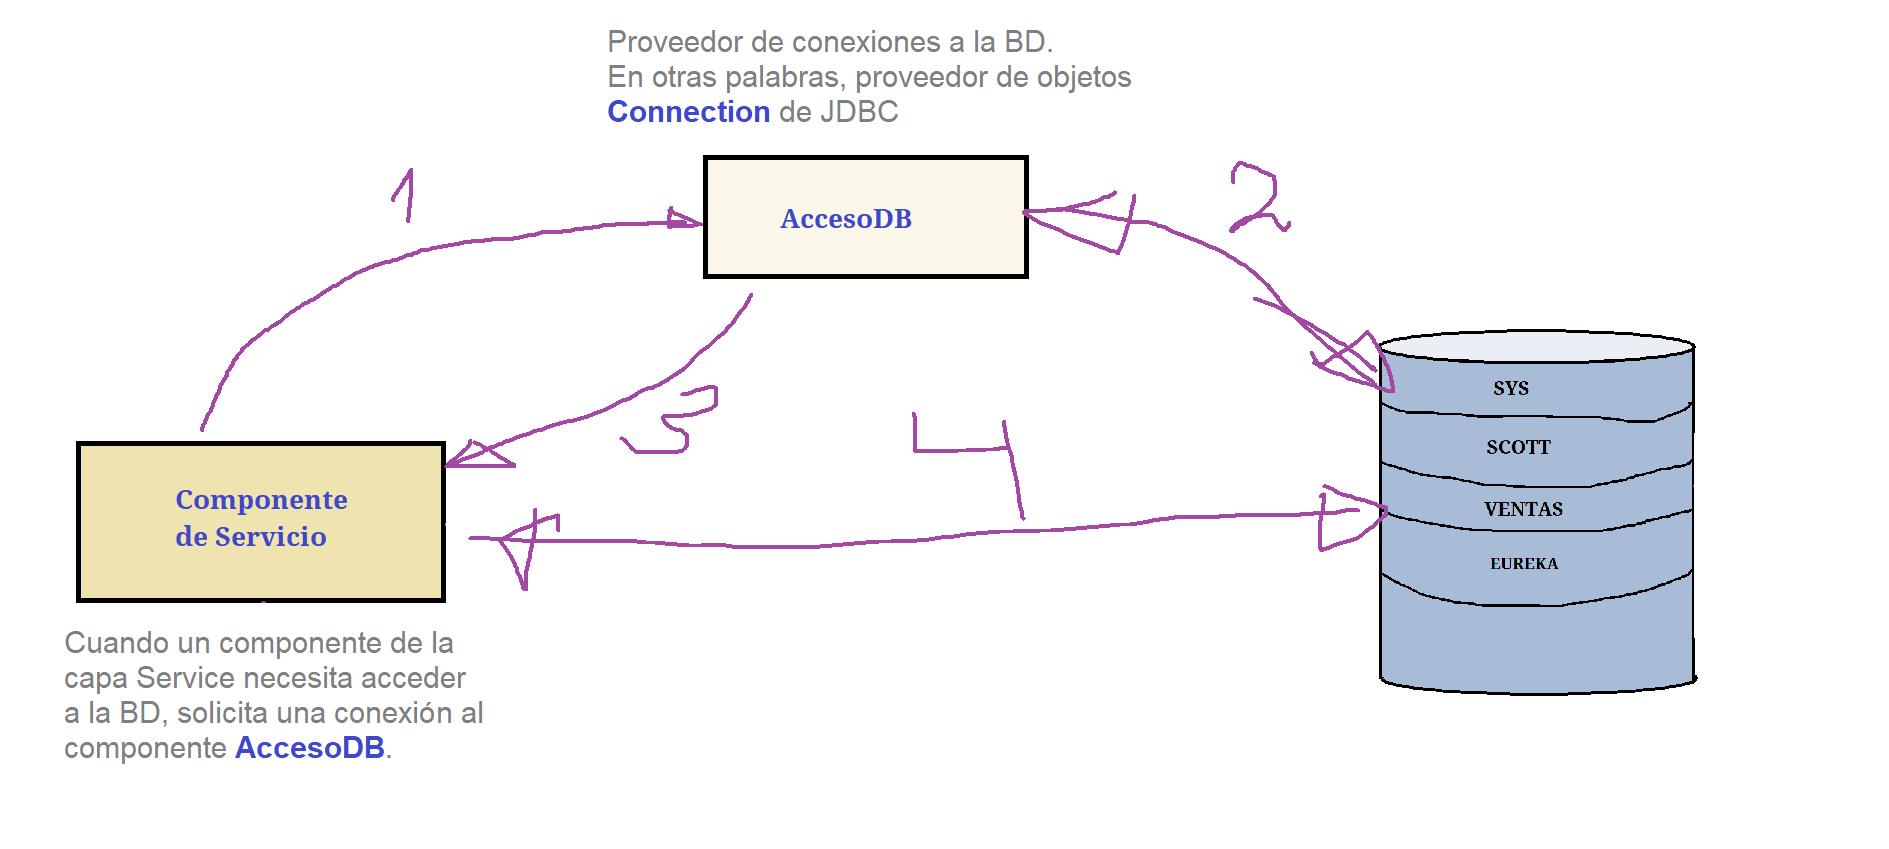 Proveedor de conexiones a la BD.
En otras palabras, proveedor de objetos
Connection de JDBC
1
AccesoDB
2
SYS
3
4
SCOTT
Componente
de Servicio
VENTAS
EUREKA
Cuando un componente de la
capa Service necesita acceder
a la BD, solicita una conexión al
componente AccesoDB.